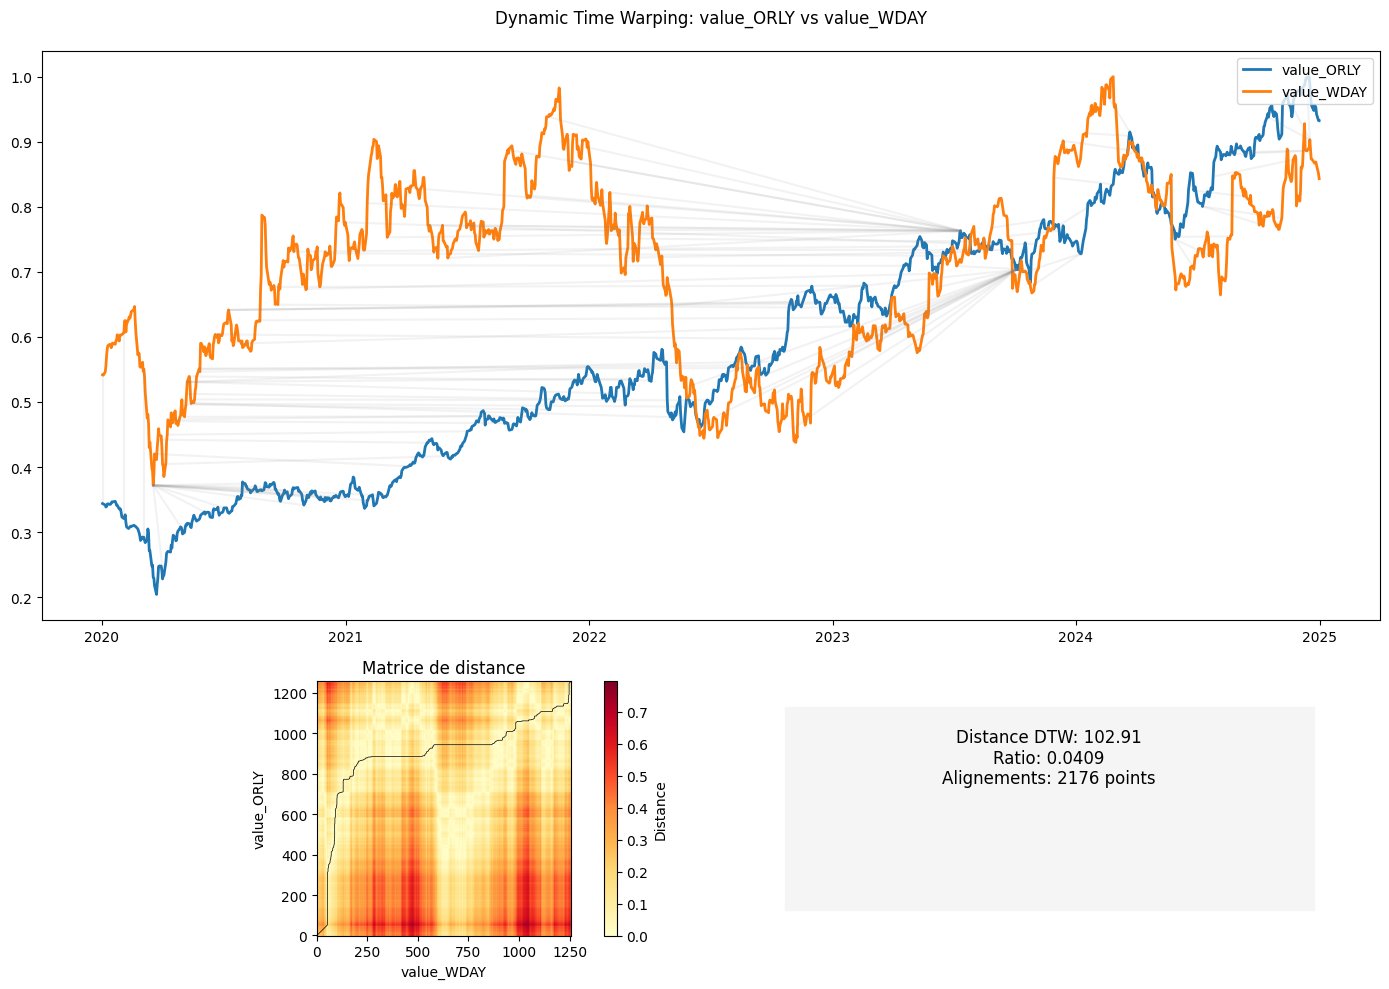 Dynamic Time Warping: value_ORLY vs value_WDAY
value_ORLY
value_WDAY
1.0
0.9
0.8
0.7
0.6
0.5
0.4
0.3
0.2
2020 2021 2022 2023 2024 2025
Matrice de distance
value_ORLY
1200
1000
800
600
400
200
0
0 250 500 750 1000 1250
value_WDAY
0.7
0.6
0.5
0.4
0.3
0.2
0.1
0.0
Distance
Distance DTW: 102.91
Ratio: 0.0409
Alignements: 2176 points